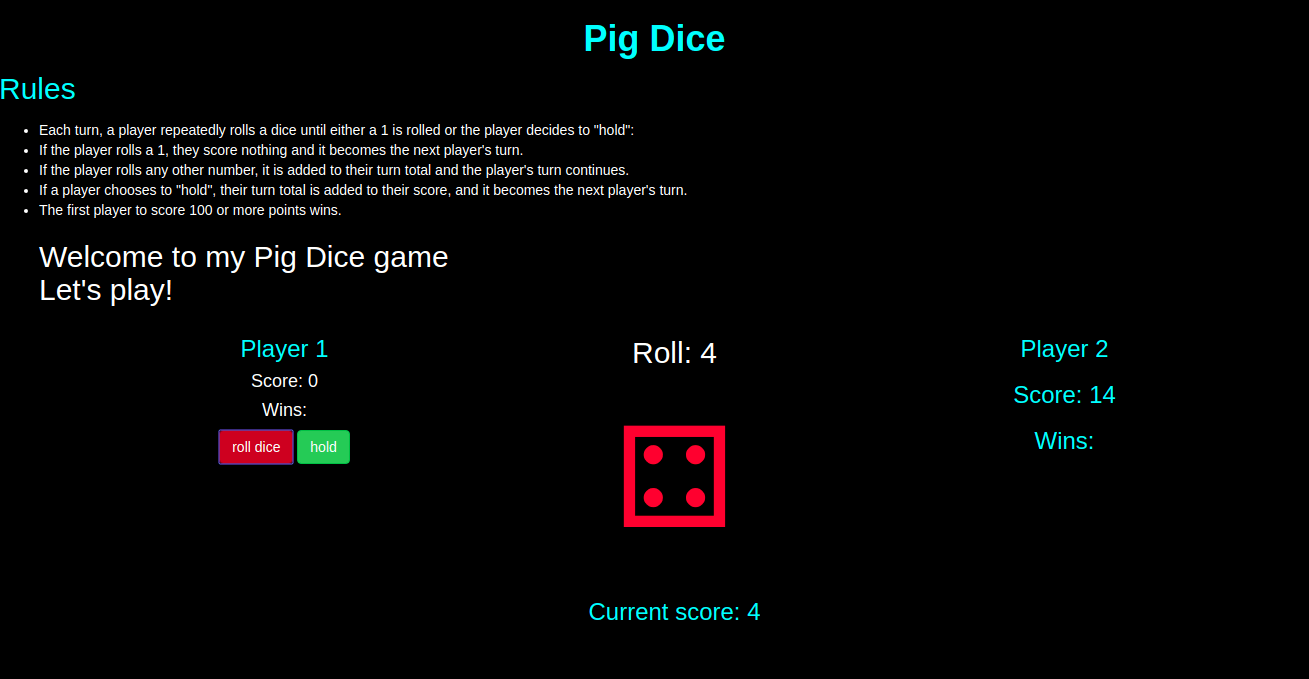 Pig Dice
Rules
Each turn, a player repeatedly rolls a dice until either a 1 is rolled or the player decides to "hold":
If the player rolls a 1, they score nothing and it becomes the next player's turn.
If the player rolls any other number, it is added to their turn total and the player's turn continues.
If a player chooses to "hold", their turn total is added to their score, and it becomes the next player's turn.
The first player to score 100 or more points wins.
Welcome to my Pig Dice game
Let's play!
Player 1
Score: 0
Wins:
roll dice
hold
Roll: 4
Current score: 4
Player 2
Score: 14
Wins: